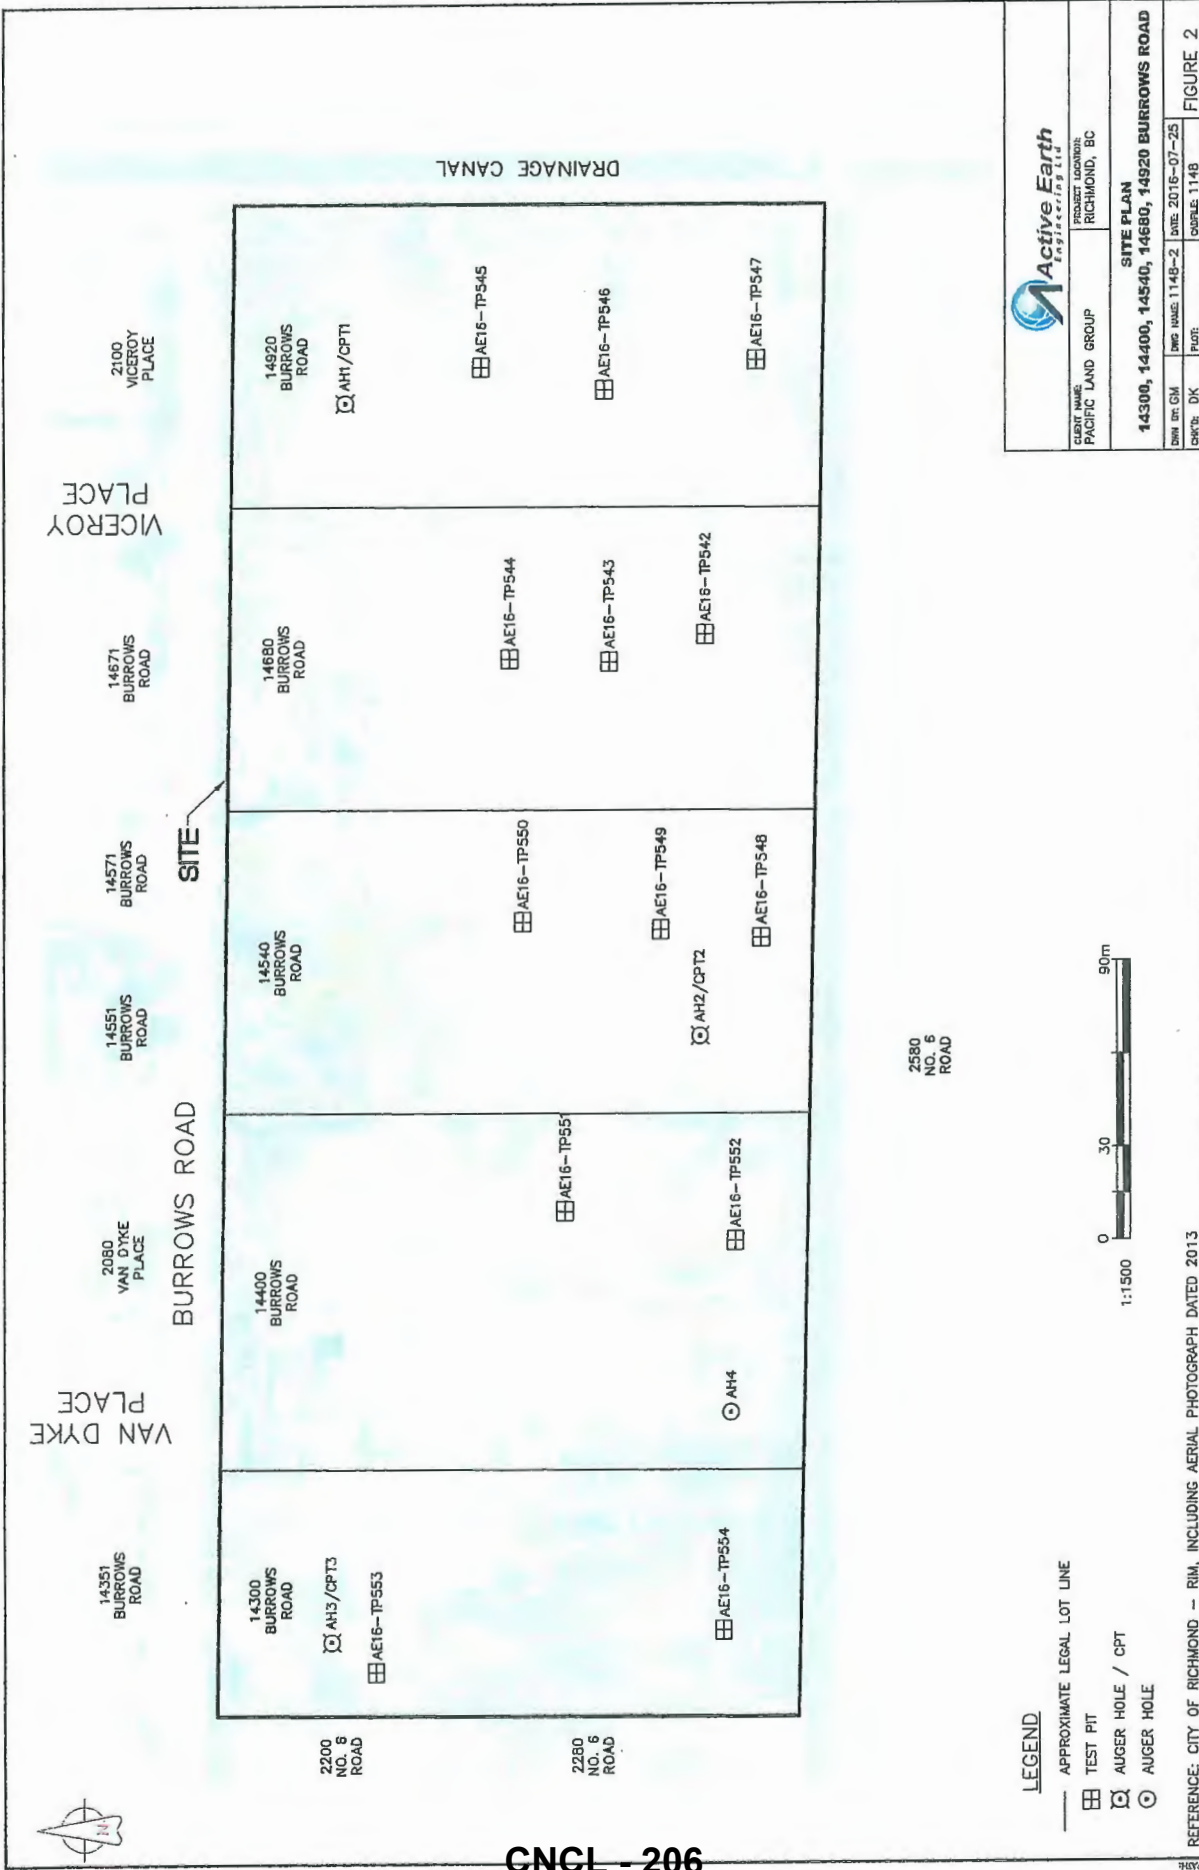 VAN DYKE
PLACE
VICEROY
PLACE
14351
BURROWS
ROAD
2080
VAN DYKE
PLACE
14551
BURROWS
ROAD
14571
BURROWS
ROAD
14671
BURROWS
ROAD
2100
VICEROY
PLACE
BURROWS ROAD
SITE
N
2200
NO. 6
ROAD
2280
NO. 6
ROAD
14300
BURROWS
ROAD
AH3/CPT3
AE16-TP553
AE16-TP554
14400
BURROWS
ROAD
AE16-TP551
AE16-TP552
AH4
14540
BURROWS
ROAD
AE16-TP550
AE16-TP549
AH2/CPT2
AE16-TP548
14680
BURROWS
ROAD
AE16-TP544
AE16-TP543
AE16-TP542
14920
BURROWS
ROAD
AH1/CPT1
AE16-TP545
AE16-TP546
AE16-TP547
DRAINAGE CANAL
2580
NO. 6
ROAD
LEGEND
APPROXIMATE LEGAL LOT LINE
TEST PIT
AUGER HOLE / CPT
AUGER HOLE
1:1500
0 30 90m
REFERENCE: CITY OF RICHMOND - RIM, INCLUDING AERIAL PHOTOGRAPH DATED 2013
Active Earth
Engineering Ltd
CLIENT NAME: PACIFIC LAND GROUP
PROJECT LOCATION: RICHMOND, BC
SITE PLAN
14300, 14400, 14540, 14680, 14920 BURROWS ROAD
DWN BY: GM DWG NAME: 1148-2 DATE: 2016-07-25
CHK'D: DK PLOT: CADFILE: 1148
FIGURE 2
CNCL - 206